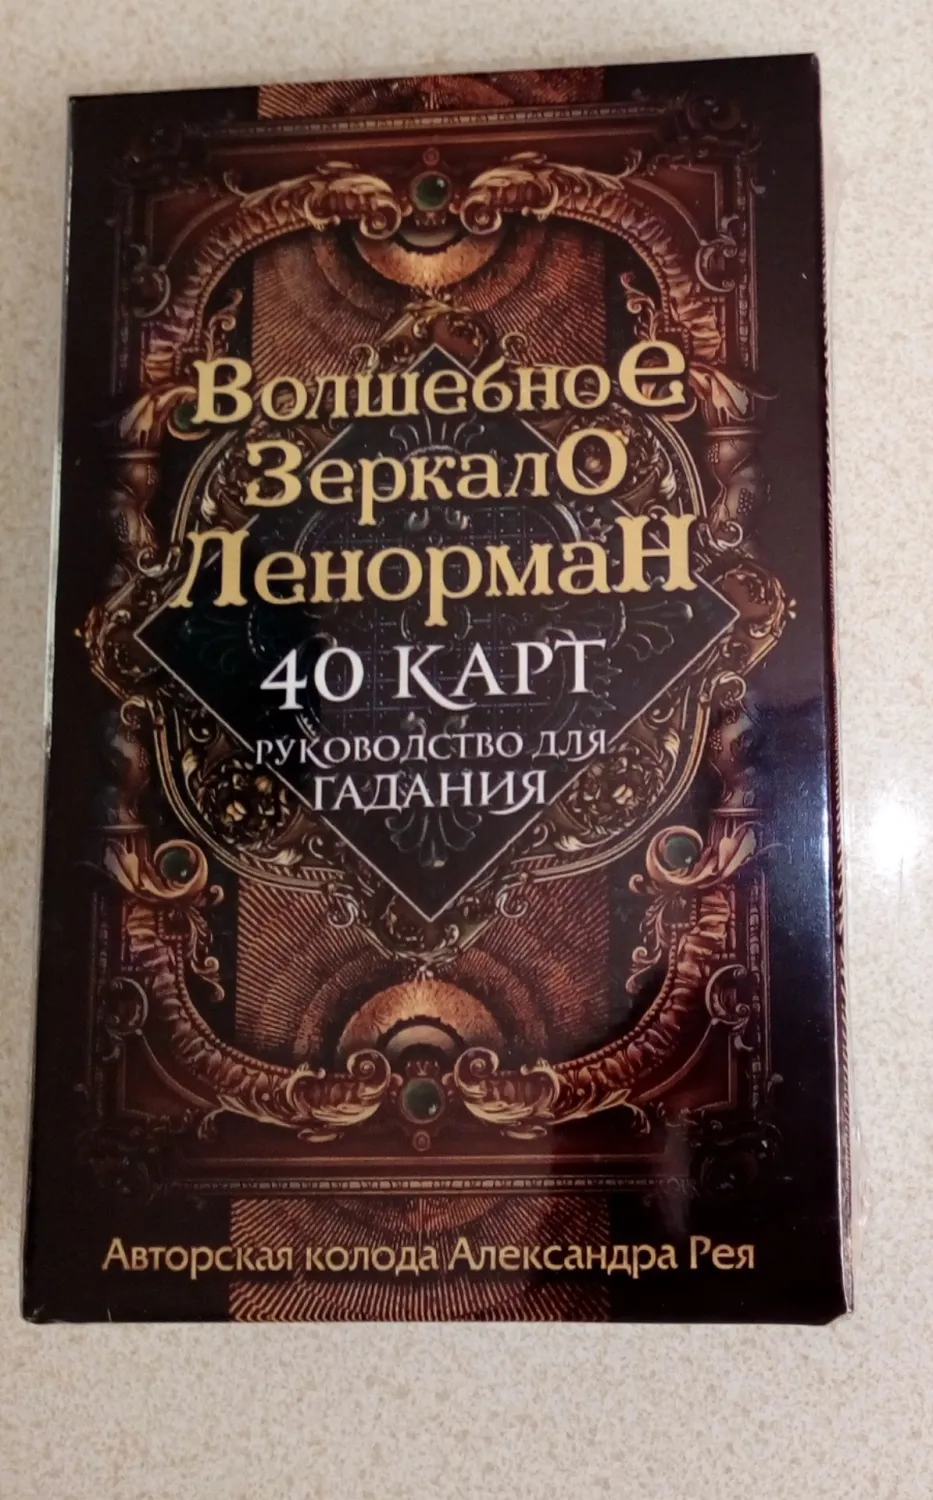 Волшебное
Зеркало
Ленорман
40 КАРТ
РУКОВОДСТВО ДЛЯ
ГАДАНИЯ
Авторская колода Александра Рея